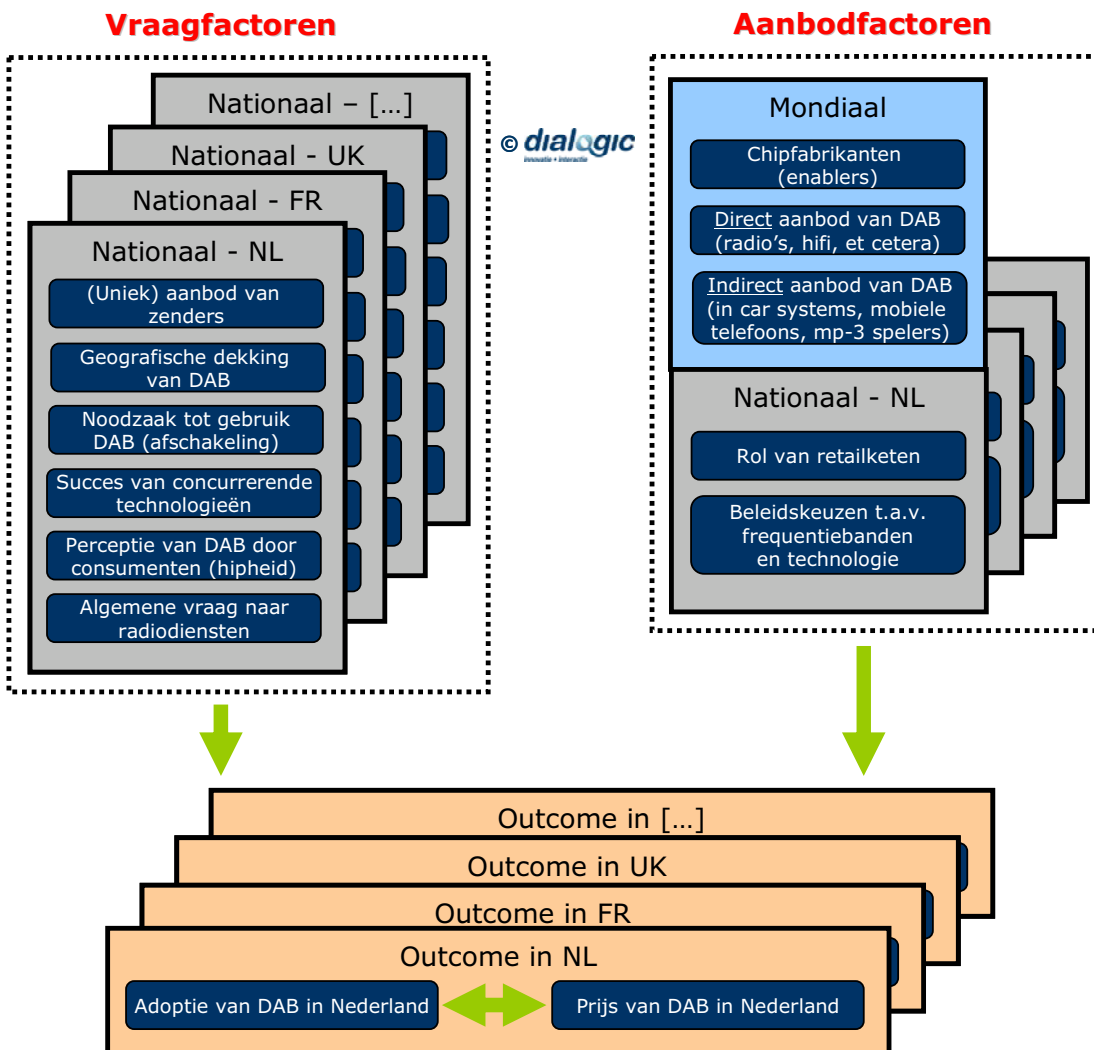 Vraagfactoren
Nationaal – […]
Nationaal - UK
Nationaal - FR
Nationaal - NL
(Uniek) aanbod van
zenders
Geografische dekking
van DAB
Noodzaak tot gebruik
DAB (afschakeling)
Succes van concurrerende
technologieën
Perceptie van DAB door
consumenten (hipheid)
Algemene vraag naar
radiodiensten
© dialogic
innovatie • interactie
Aanbodfactoren
Mondiaal
Chipfabrikanten
(enablers)
Direct aanbod van DAB
(radio’s, hifi, et cetera)
Indirect aanbod van DAB
(in car systems, mobiele
telefoons, mp-3 spelers)
Nationaal - NL
Rol van retailketen
Beleidskeuzen t.a.v.
frequentiebanden
en technologie
Outcome in […]
Outcome in UK
Outcome in FR
Outcome in NL
Adoptie van DAB in Nederland
Prijs van DAB in Nederland